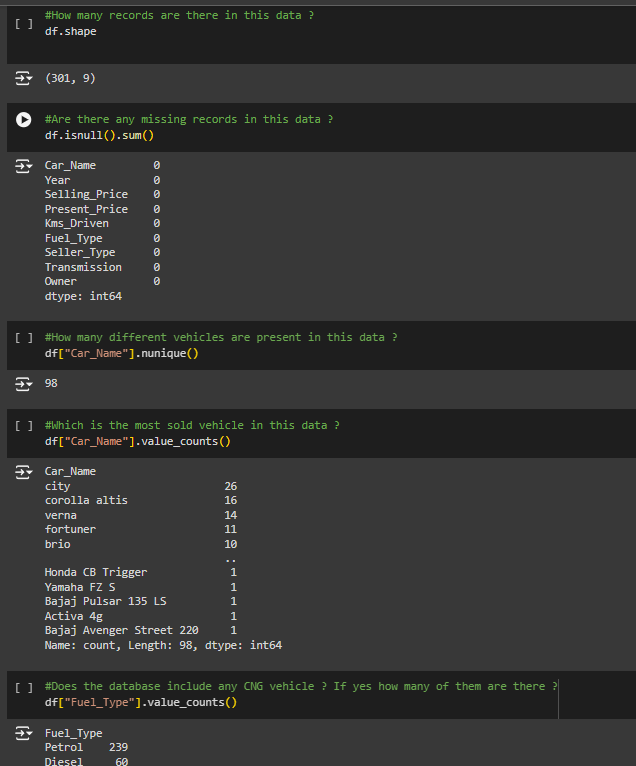 [ ] #How many records are there in this data ?
df.shape
(301, 9)
#Are there any missing records in this data ?
df.isnull().sum()
Car_Name 0
Year 0
Selling_Price 0
Present_Price 0
Kms_Driven 0
Fuel_Type 0
Seller_Type 0
Transmission 0
Owner 0
dtype: int64
[ ] #How many different vehicles are present in this data ?
df["Car_Name"].nunique()
98
[ ] #Which is the most sold vehicle in this data ?
df["Car_Name"].value_counts()
Car_Name
city 26
corolla altis 16
verna 14
fortuner 11
brio 10
..
Honda CB Trigger 1
Yamaha FZ S 1
Bajaj Pulsar 135 LS 1
Activa 4g 1
Bajaj Avenger Street 220 1
Name: count, Length: 98, dtype: int64
[ ] #Does the database include any CNG vehicle ? If yes how many of them are there ?
df["Fuel_Type"].value_counts()
Fuel_Type
Petrol 239
Diesel 60